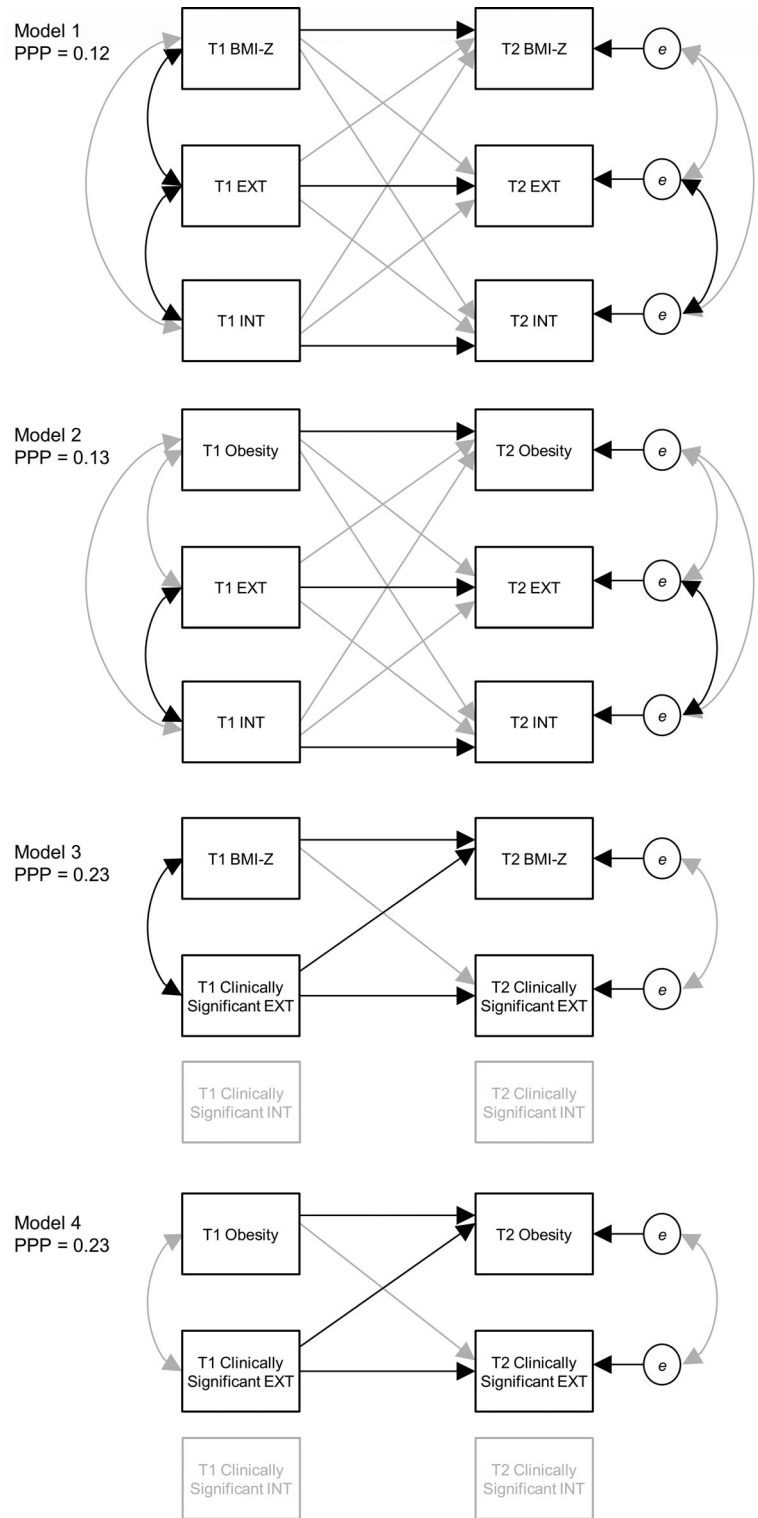 Model 1
PPP = 0.12
T1 BMI-Z
T2 BMI-Z
e
T1 EXT
T2 EXT
e
T1 INT
T2 INT
e
Model 2
PPP = 0.13
T1 Obesity
T2 Obesity
e
T1 EXT
T2 EXT
e
T1 INT
T2 INT
e
Model 3
PPP = 0.23
T1 BMI-Z
T2 BMI-Z
e
T1 Clinically
Significant EXT
T2 Clinically
Significant EXT
e
T1 Clinically
Significant INT
T2 Clinically
Significant INT
Model 4
PPP = 0.23
T1 Obesity
T2 Obesity
e
T1 Clinically
Significant EXT
T2 Clinically
Significant EXT
e
T1 Clinically
Significant INT
T2 Clinically
Significant INT